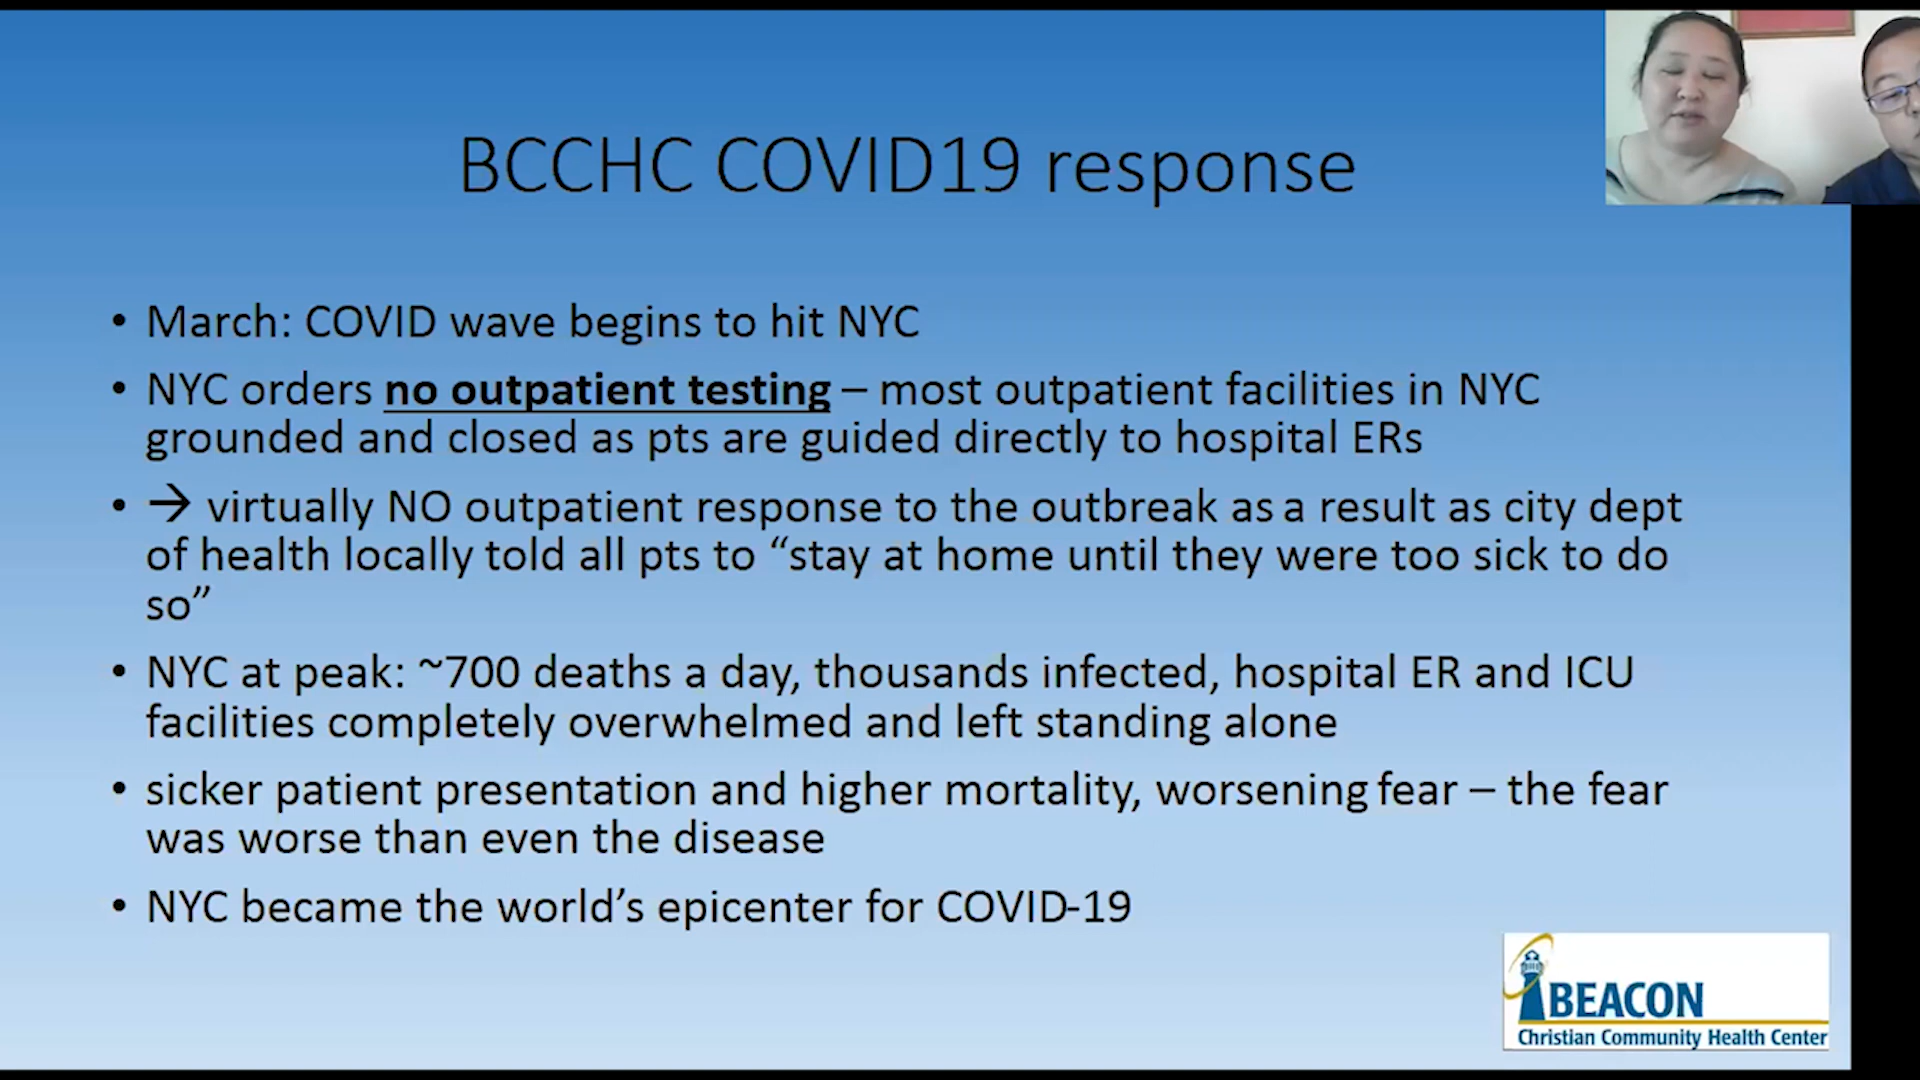 BCCHC COVID19 response
• March: COVID wave begins to hit NYC
• NYC orders no outpatient testing – most outpatient facilities in NYC
grounded and closed as pts are guided directly to hospital ERs
• → virtually NO outpatient response to the outbreak as a result as city dept
of health locally told all pts to “stay at home until they were too sick to do
so”
• NYC at peak: ~700 deaths a day, thousands infected, hospital ER and ICU
facilities completely overwhelmed and left standing alone
• sicker patient presentation and higher mortality, worsening fear – the fear
was worse than even the disease
• NYC became the world’s epicenter for COVID-19
BEACON
Christian Community Health Center